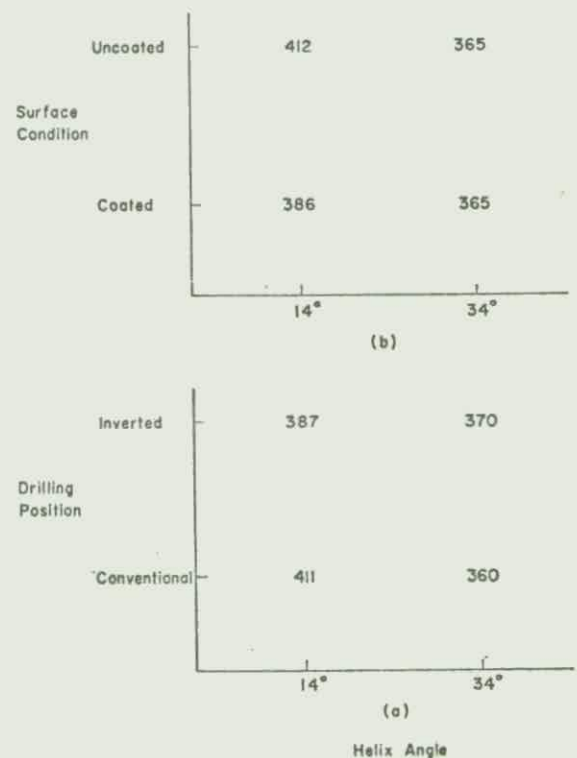 Uncoated 412 365
Surface
Condition
Coated 386 365
14° 34°
(b)
Inverted 387 370
Drilling
Position
Conventional 411 360
14° 34°
(a)
Helix Angle